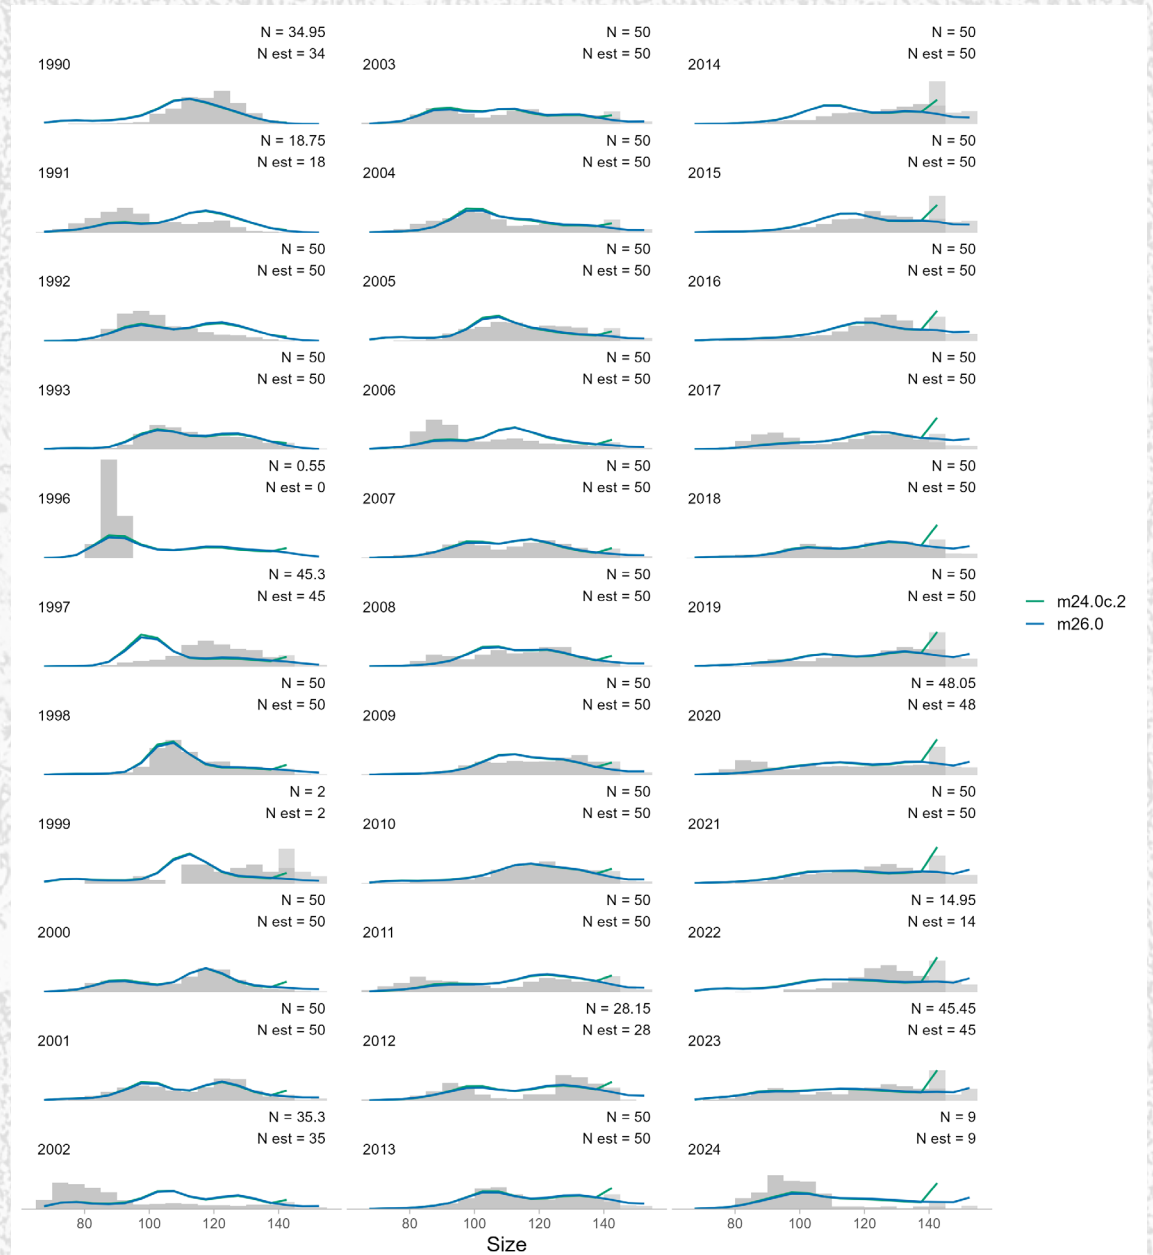 N = 34.95
N est = 34
1990
N = 18.75
N est = 18
1991
N = 50
N est = 50
1992
N = 50
N est = 50
1993
N = 0.55
N est = 0
1996
N = 45.3
N est = 45
1997
N = 50
N est = 50
1998
N = 2
N est = 2
1999
N = 50
N est = 50
2000
N = 50
N est = 50
2001
N = 35.3
N est = 35
2002
80 100 120 140
N = 50
N est = 50
2003
N = 50
N est = 50
2004
N = 50
N est = 50
2005
N = 50
N est = 50
2006
N = 50
N est = 50
2007
N = 50
N est = 50
2008
N = 50
N est = 50
2009
N = 50
N est = 50
2010
N = 50
N est = 50
2011
N = 28.15
N est = 28
2012
N = 50
N est = 50
2013
80 100 120 140
N = 50
N est = 50
2014
N = 50
N est = 50
2015
N = 50
N est = 50
2016
N = 50
N est = 50
2017
N = 50
N est = 50
2018
N = 50
N est = 50
2019
N = 48.05
N est = 48
2020
N = 50
N est = 50
2021
N = 14.95
N est = 14
2022
N = 45.45
N est = 45
2023
N = 9
N est = 9
2024
80 100 120 140
Size
m24.0c.2
m26.0